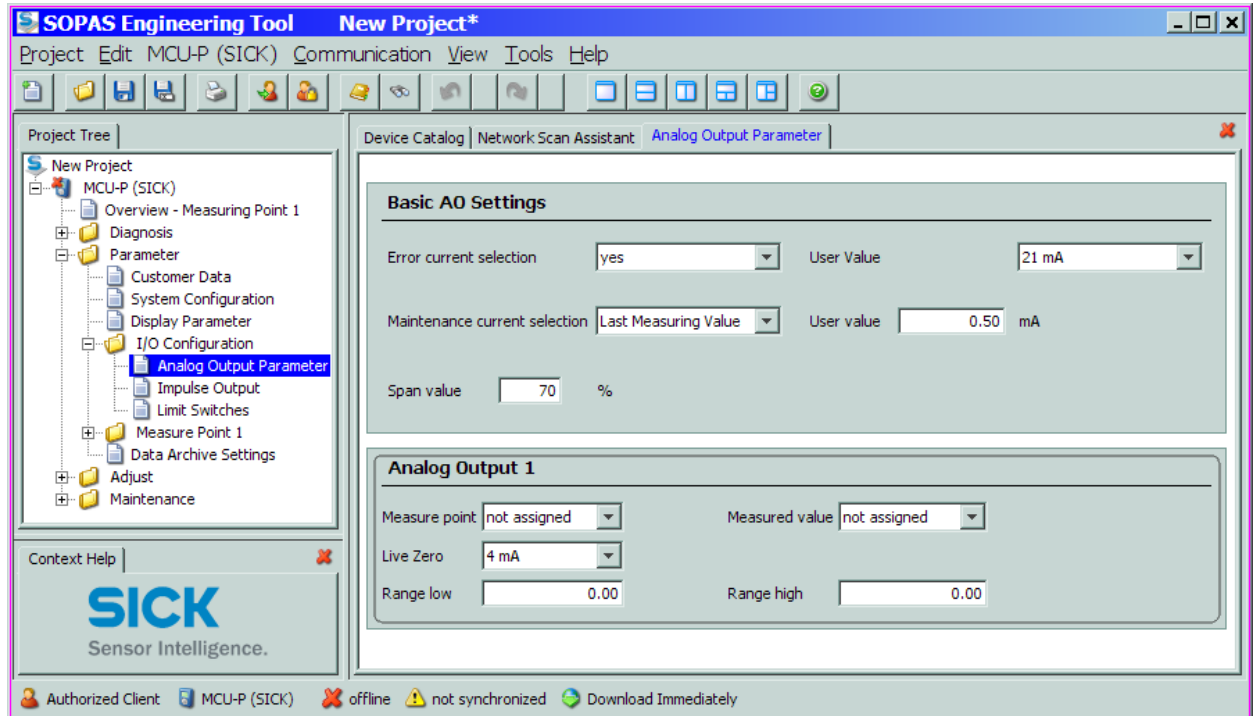 SOPAS Engineering Tool New Project*
Project Edit MCU-P (SICK) Communication View Tools Help
Project Tree
New Project
MCU-P (SICK)
Overview - Measuring Point 1
Diagnosis
Parameter
Customer Data
System Configuration
Display Parameter
I/O Configuration
Analog Output Parameter
Impulse Output
Limit Switches
Measure Point 1
Data Archive Settings
Adjust
Maintenance
Context Help
SICK
Sensor Intelligence.
Device Catalog Network Scan Assistant Analog Output Parameter
Basic AO Settings
Error current selection yes User Value 21 mA
Maintenance current selection Last Measuring Value User value 0.50 mA
Span value 70 %
Analog Output 1
Measure point not assigned Measured value not assigned
Live Zero 4 mA
Range low 0.00 Range high 0.00
Authorized Client MCU-P (SICK) offline not synchronized Download Immediately